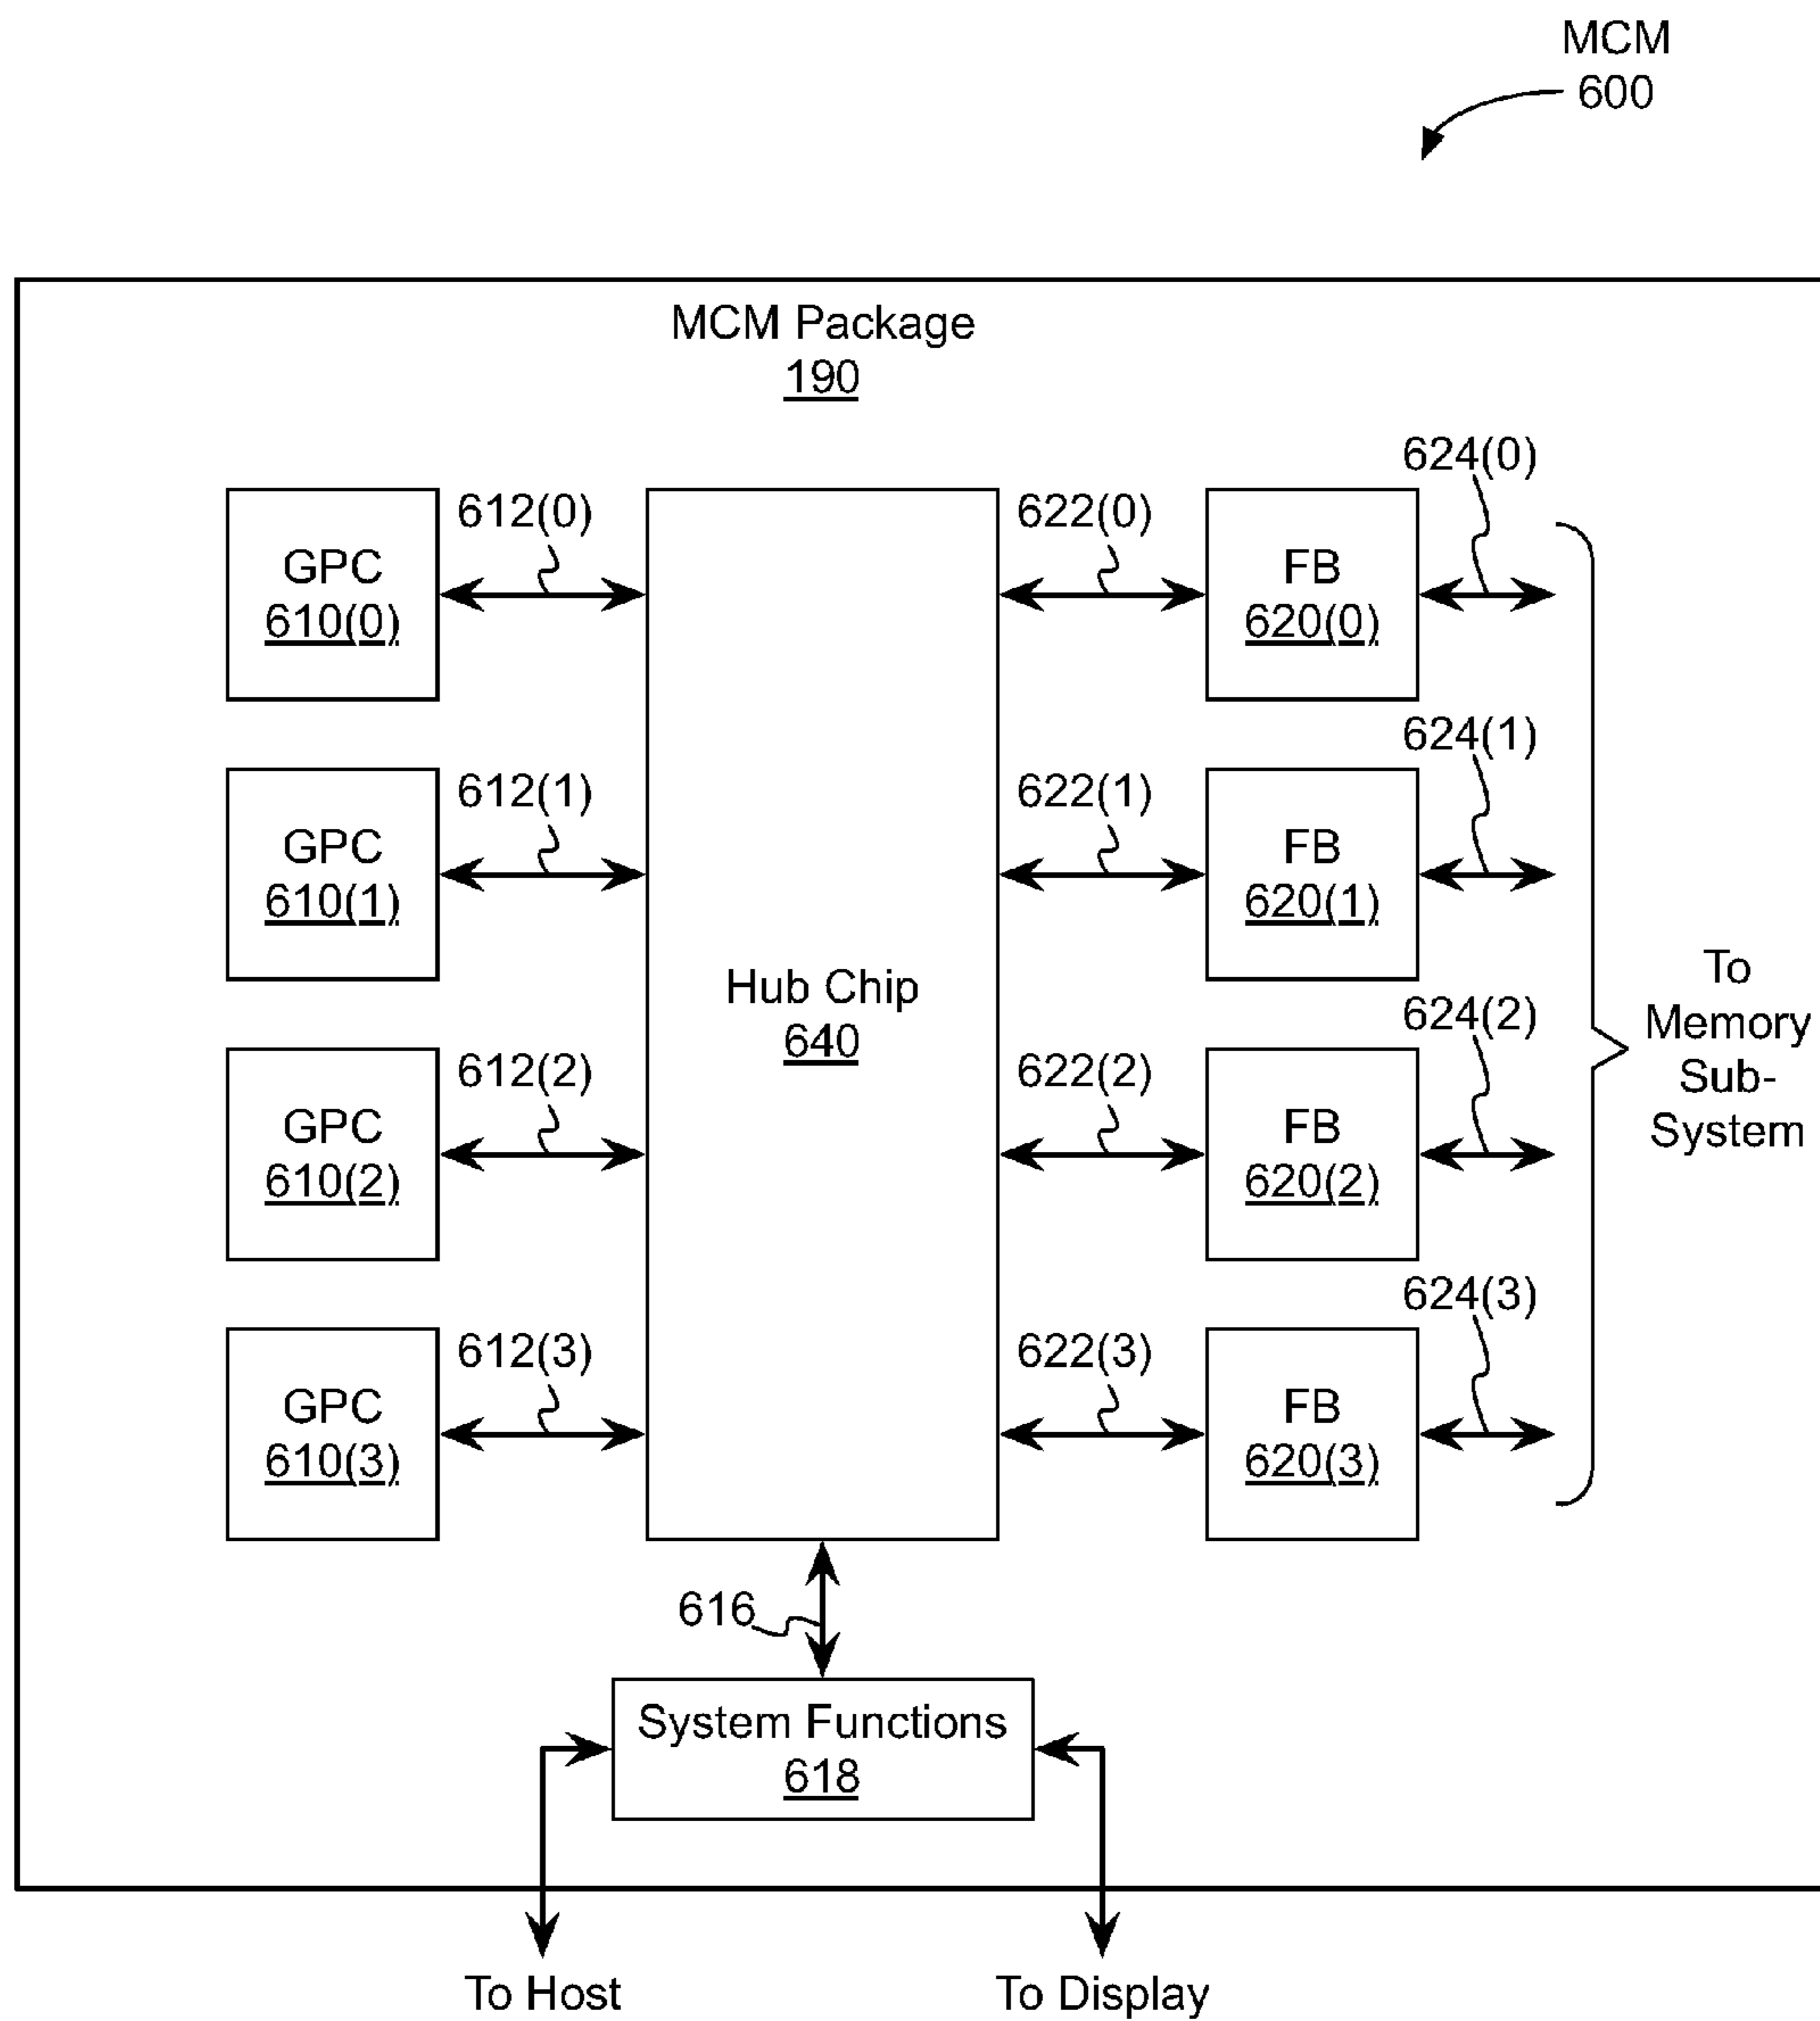 MCM
600
MCM Package
190
624(0)
612(0)
622(0)
GPC
610(0)
FB
620(0)
624(1)
612(1)
622(1)
GPC
610(1)
FB
620(1)
To
Memory
Sub-
System
Hub Chip
640
624(2)
612(2)
622(2)
GPC
610(2)
FB
620(2)
624(3)
612(3)
622(3)
GPC
610(3)
FB
620(3)
616
System Functions
618
To Host
To Display